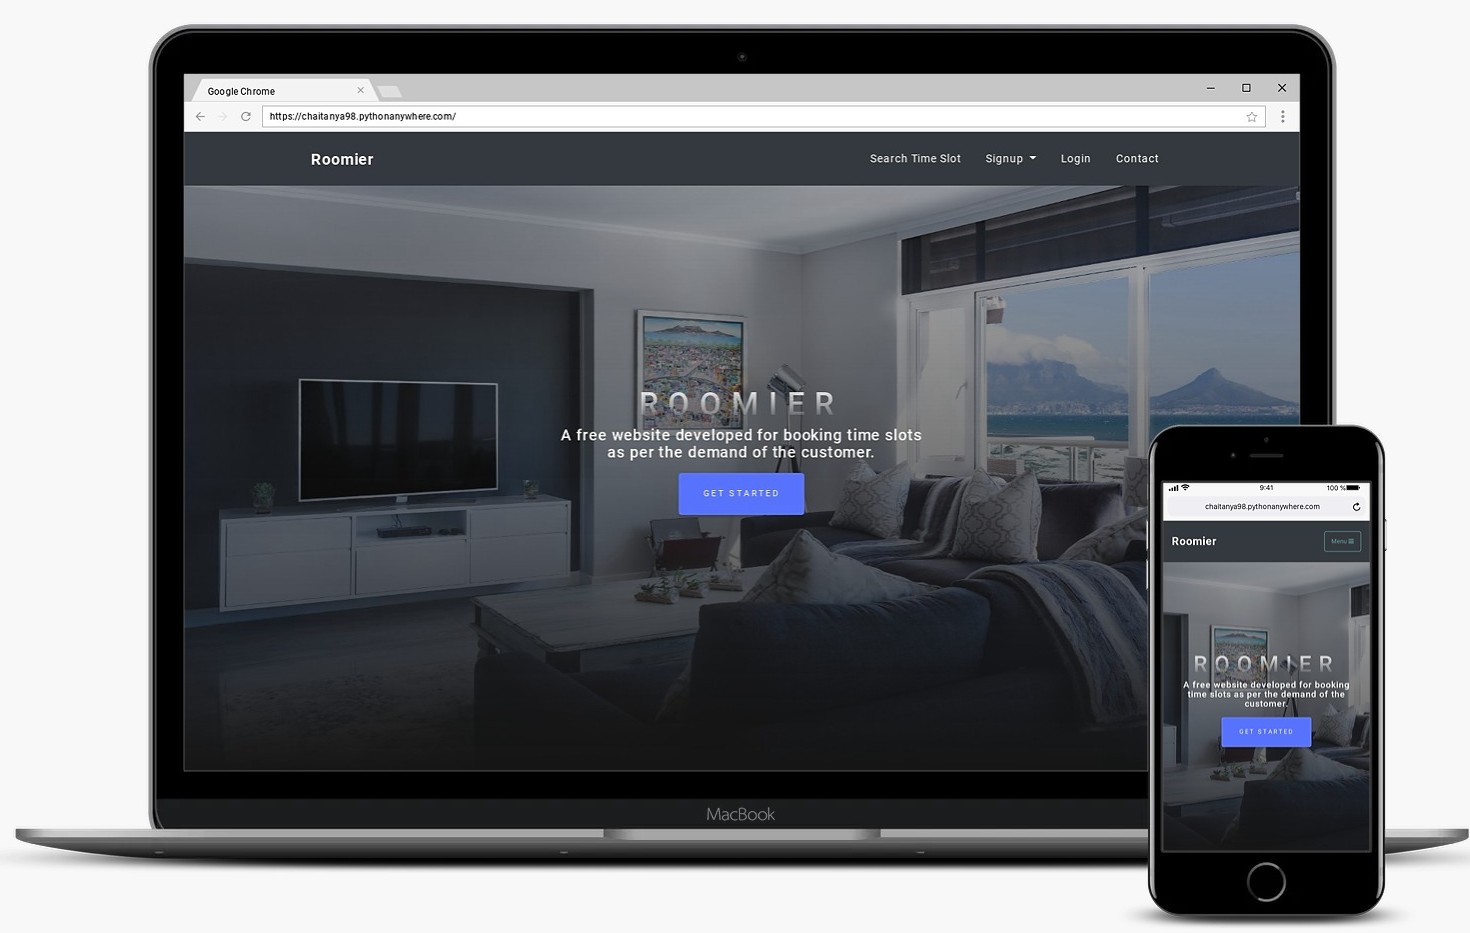 Google Chrome
https://chaitanya98.pythonanywhere.com/
Roomier
Search Time Slot Signup Login Contact
ROOMIER
A free website developed for booking time slots
as per the demand of the customer.
GET STARTED
MacBook
9:41 100 %
chaitanya98.pythonanywhere.com
Roomier
Menu
ROOMIER
A free website developed for booking
time slots as per the demand of the
customer.
GET STARTED